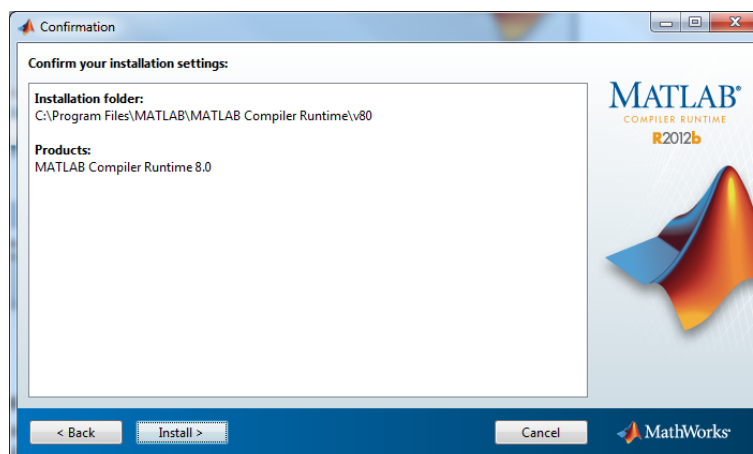 Confirmation
Confirm your installation settings:
Installation folder:
C:\Program Files\MATLAB\MATLAB Compiler Runtime\v80
Products:
MATLAB Compiler Runtime 8.0
MATLAB®
COMPILER RUNTIME
R2012b
< Back
Install >
Cancel
MathWorks®